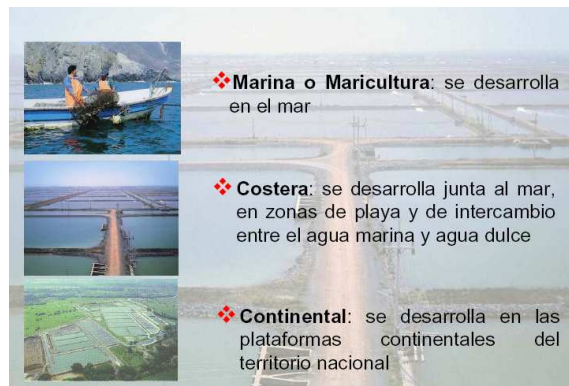 ❖Marina o Maricultura: se desarrolla
en el mar
❖Costera: se desarrolla junta al mar,
en zonas de playa y de intercambio
entre el agua marina y agua dulce
❖Continental: se desarrolla en las
plataformas continentales del
territorio nacional